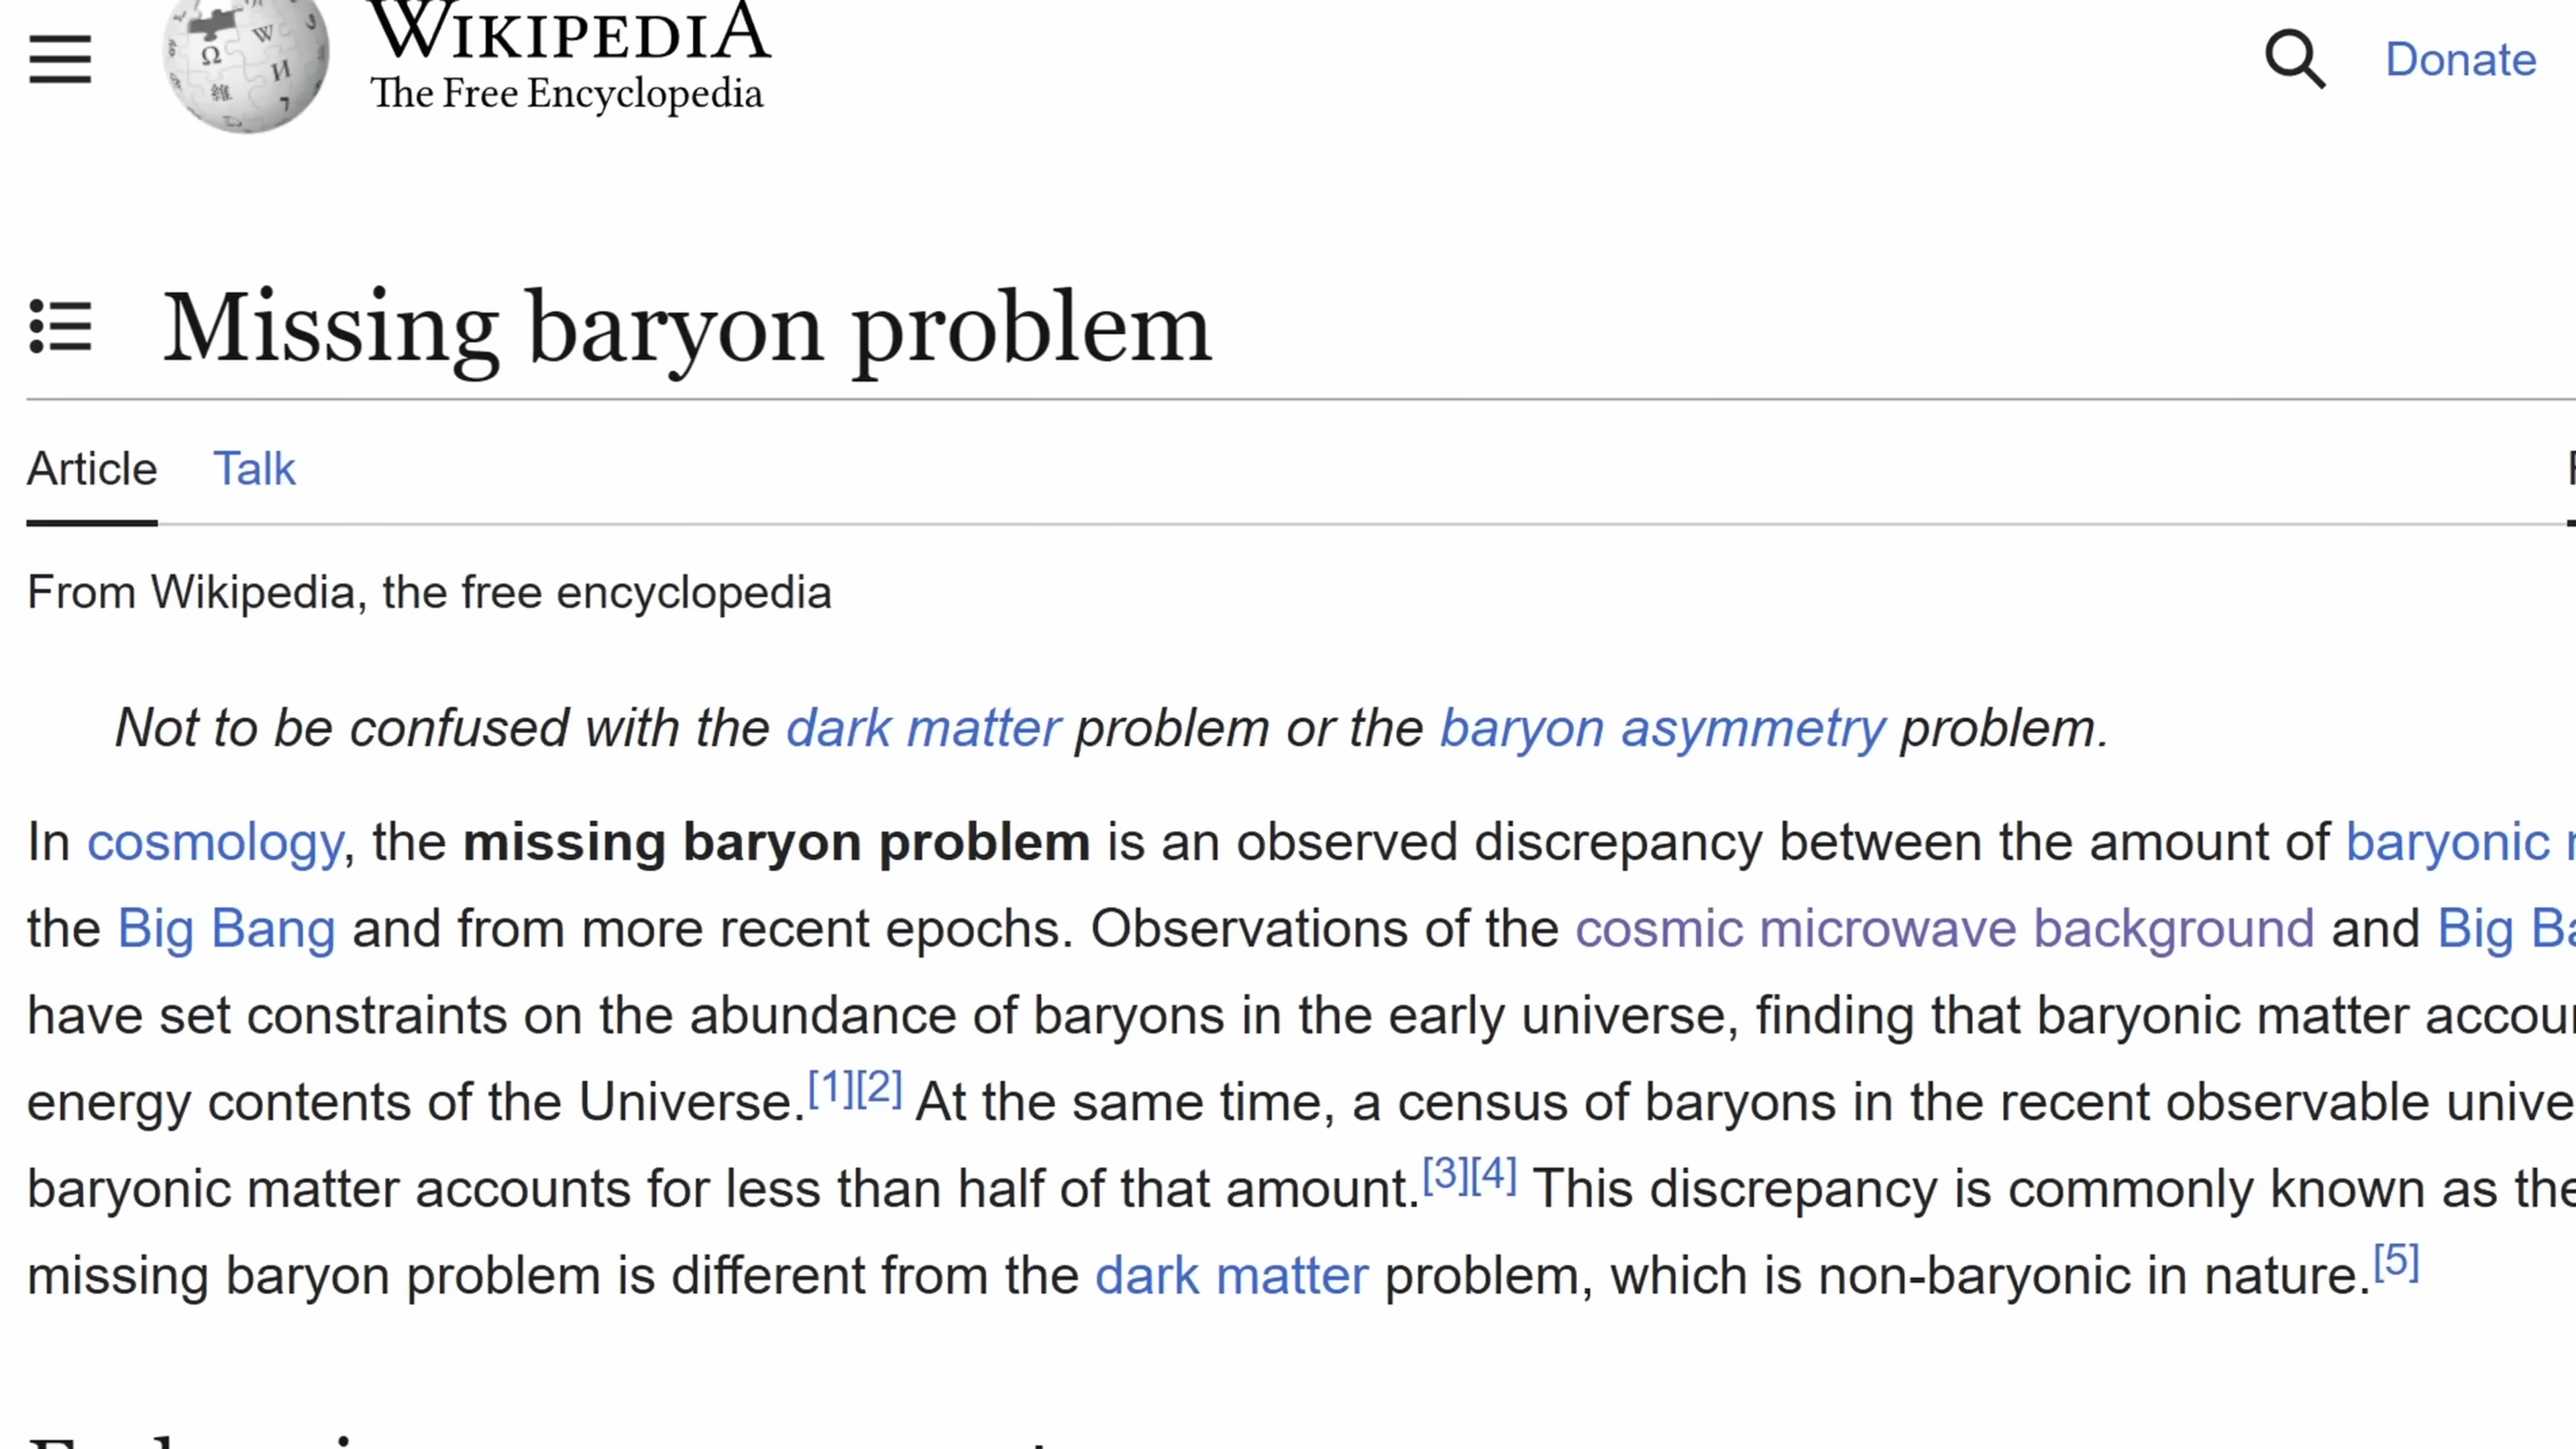 WIKIPEDIA
The Free Encyclopedia
Donate
Missing baryon problem
Article Talk
From Wikipedia, the free encyclopedia
Not to be confused with the dark matter problem or the baryon asymmetry problem.
In cosmology, the missing baryon problem is an observed discrepancy between the amount of baryonic
the Big Bang and from more recent epochs. Observations of the cosmic microwave background and Big
have set constraints on the abundance of baryons in the early universe, finding that baryonic matter
energy contents of the Universe.[1][2] At the same time, a census of baryons in the recent observable
baryonic matter accounts for less than half of that amount.[3][4] This discrepancy is commonly known as the
missing baryon problem is different from the dark matter problem, which is non-baryonic in nature.[5]